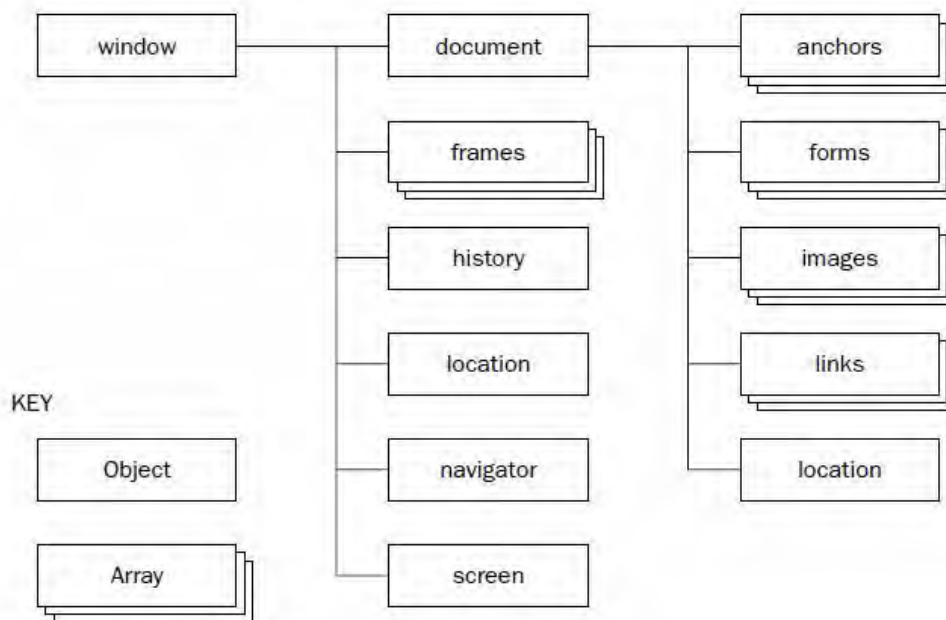 window
document
anchors
frames
forms
history
images
location
links
KEY
Object
navigator
location
Array
screen